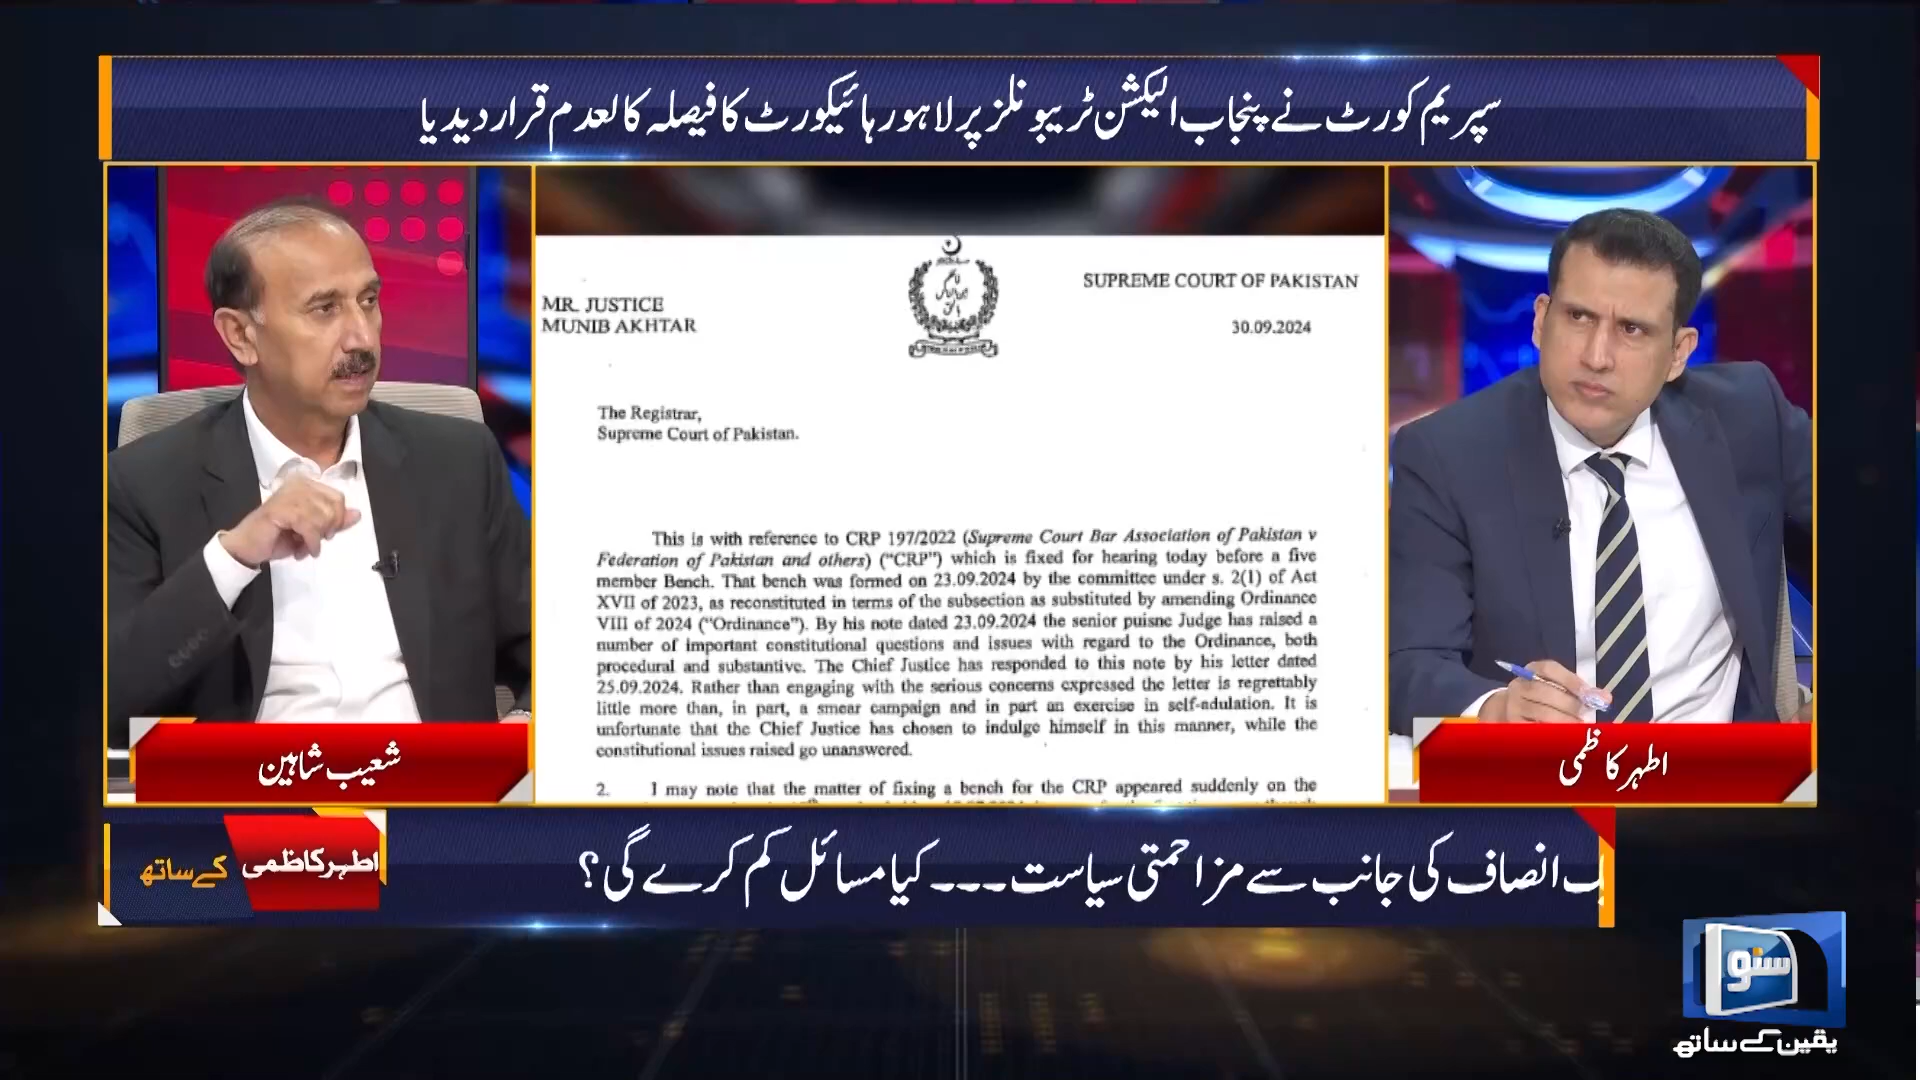 سپریم کورٹ نے پنجاب الیکشن ٹریبونلز پر لاہور ہائیکورٹ کا فیصلہ کالعدم قرار دیدیا
SUPREME COURT OF PAKISTAN
MR. JUSTICE
MUNIB AKHTAR
30.09.2024
The Registrar,
Supreme Court of Pakistan.
This is with reference to CRP 197/2022 (Supreme Court Bar Association of Pakistan v
Federation of Pakistan and others) ("CRP") which is fixed for hearing today before a five
member Bench. That bench was formed on 23.09.2024 by the committee under s. 2(1) of Act
XVII of 2023, as reconstituted in terms of the subsection as substituted by amending Ordinance
VIII of 2024 ("Ordinance"). By his note dated 23.09.2024 the senior puisne Judge has raised a
number of important constitutional questions and issues with regard to the Ordinance, both
procedural and substantive. The Chief Justice has responded to this note by his letter dated
25.09.2024. Rather than engaging with the serious concerns expressed the letter is regrettably
little more than, in part, a smear campaign and in part an exercise in self-adulation. It is
unfortunate that the Chief Justice has chosen to indulge himself in this manner, while the
constitutional issues raised go unanswered.
2. I may note that the matter of fixing a bench for the CRP appeared suddenly on the
شعیب شاہین
اطہر کاظمی
اطہر کاظمی کے ساتھ
انصاف کی جانب سے مزاحمتی سیاست۔۔۔کیا مسائل کم کرے گی؟
سنو
یقین کے ساتھ